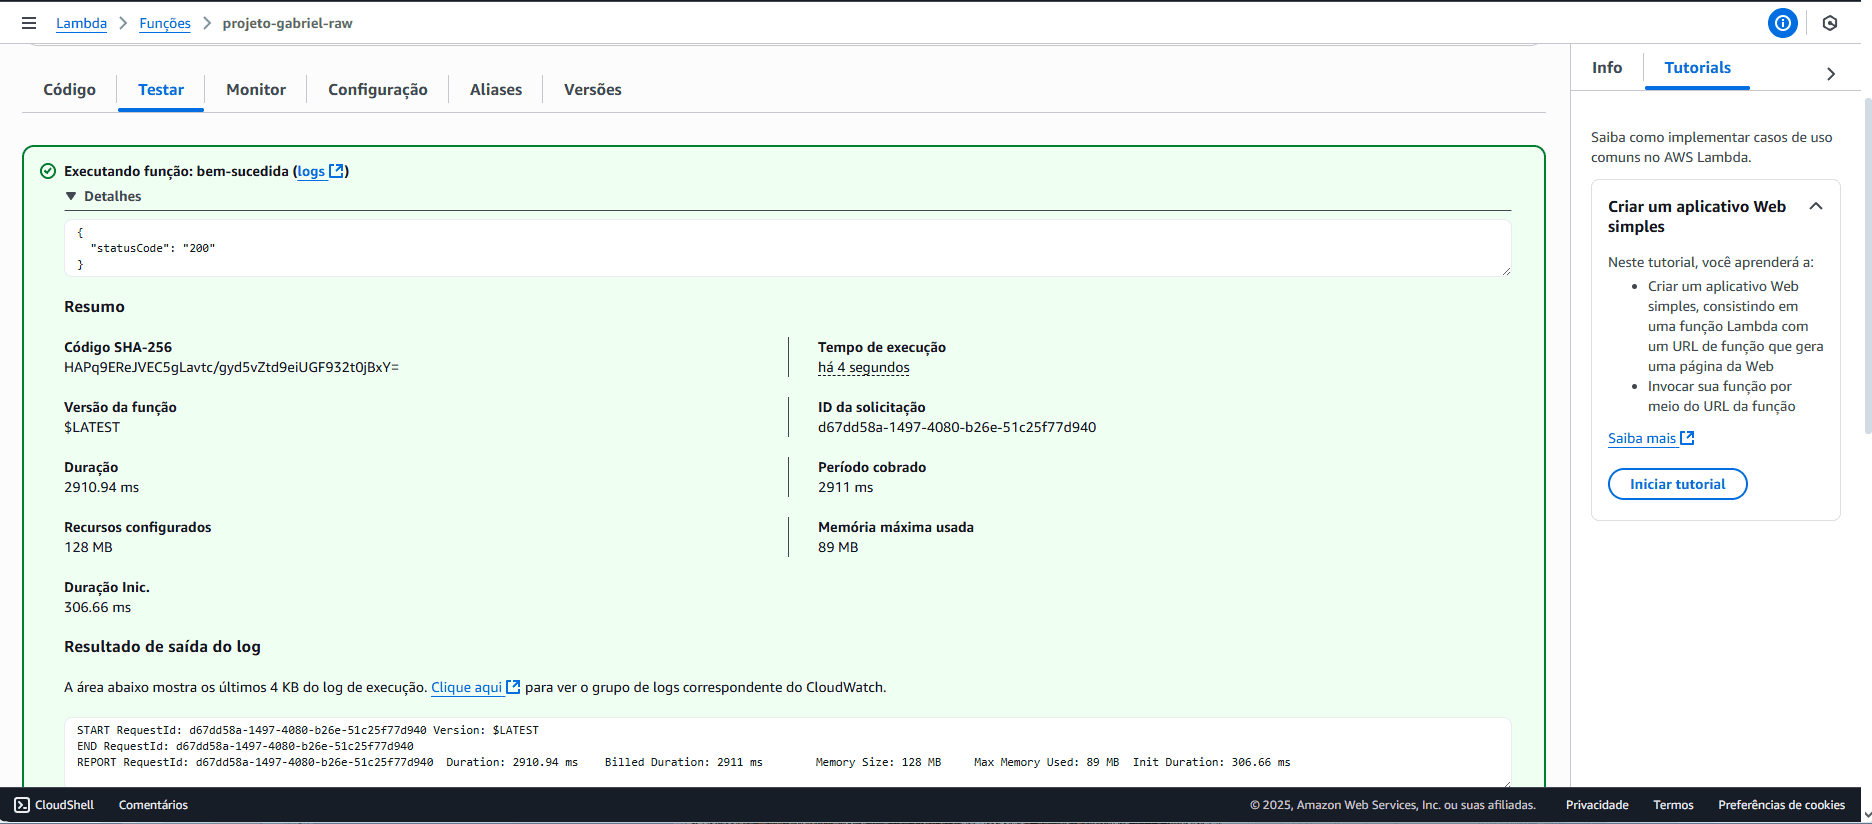 Lambda
Funções
projeto-gabriel-raw
Código
Testar
Monitor
Configuração
Aliases
Versões
Executando função: bem-sucedida (logs)
Detalhes
{
"statusCode": "200"
}
Resumo
Código SHA-256
HAPq9EReJVEC5gLavtc/gyd5vZtd9eiUGF932t0jBxY=
Tempo de execução
há 4 segundos
Versão da função
$LATEST
ID da solicitação
d67dd58a-1497-4080-b26e-51c25f77d940
Duração
2910.94 ms
Período cobrado
2911 ms
Recursos configurados
128 MB
Memória máxima usada
89 MB
Duração Inic.
306.66 ms
Resultado de saída do log
A área abaixo mostra os últimos 4 KB do log de execução. Clique aqui para ver o grupo de logs correspondente do CloudWatch.
START RequestId: d67dd58a-1497-4080-b26e-51c25f77d940 Version: $LATEST
END RequestId: d67dd58a-1497-4080-b26e-51c25f77d940
REPORT RequestId: d67dd58a-1497-4080-b26e-51c25f77d940 Duration: 2910.94 ms Billed Duration: 2911 ms Memory Size: 128 MB Max Memory Used: 89 MB Init Duration: 306.66 ms
Info
Tutorials
Saiba como implementar casos de uso
comuns no AWS Lambda.
Criar um aplicativo Web
simples
Neste tutorial, você aprenderá a:
Criar um aplicativo Web
simples, consistindo em
uma função Lambda com
um URL de função que gera
uma página da Web
Invocar sua função por
meio do URL da função
Saiba mais
Iniciar tutorial
CloudShell
Comentários
© 2025, Amazon Web Services, Inc. ou suas afiliadas.
Privacidade
Termos
Preferências de cookies